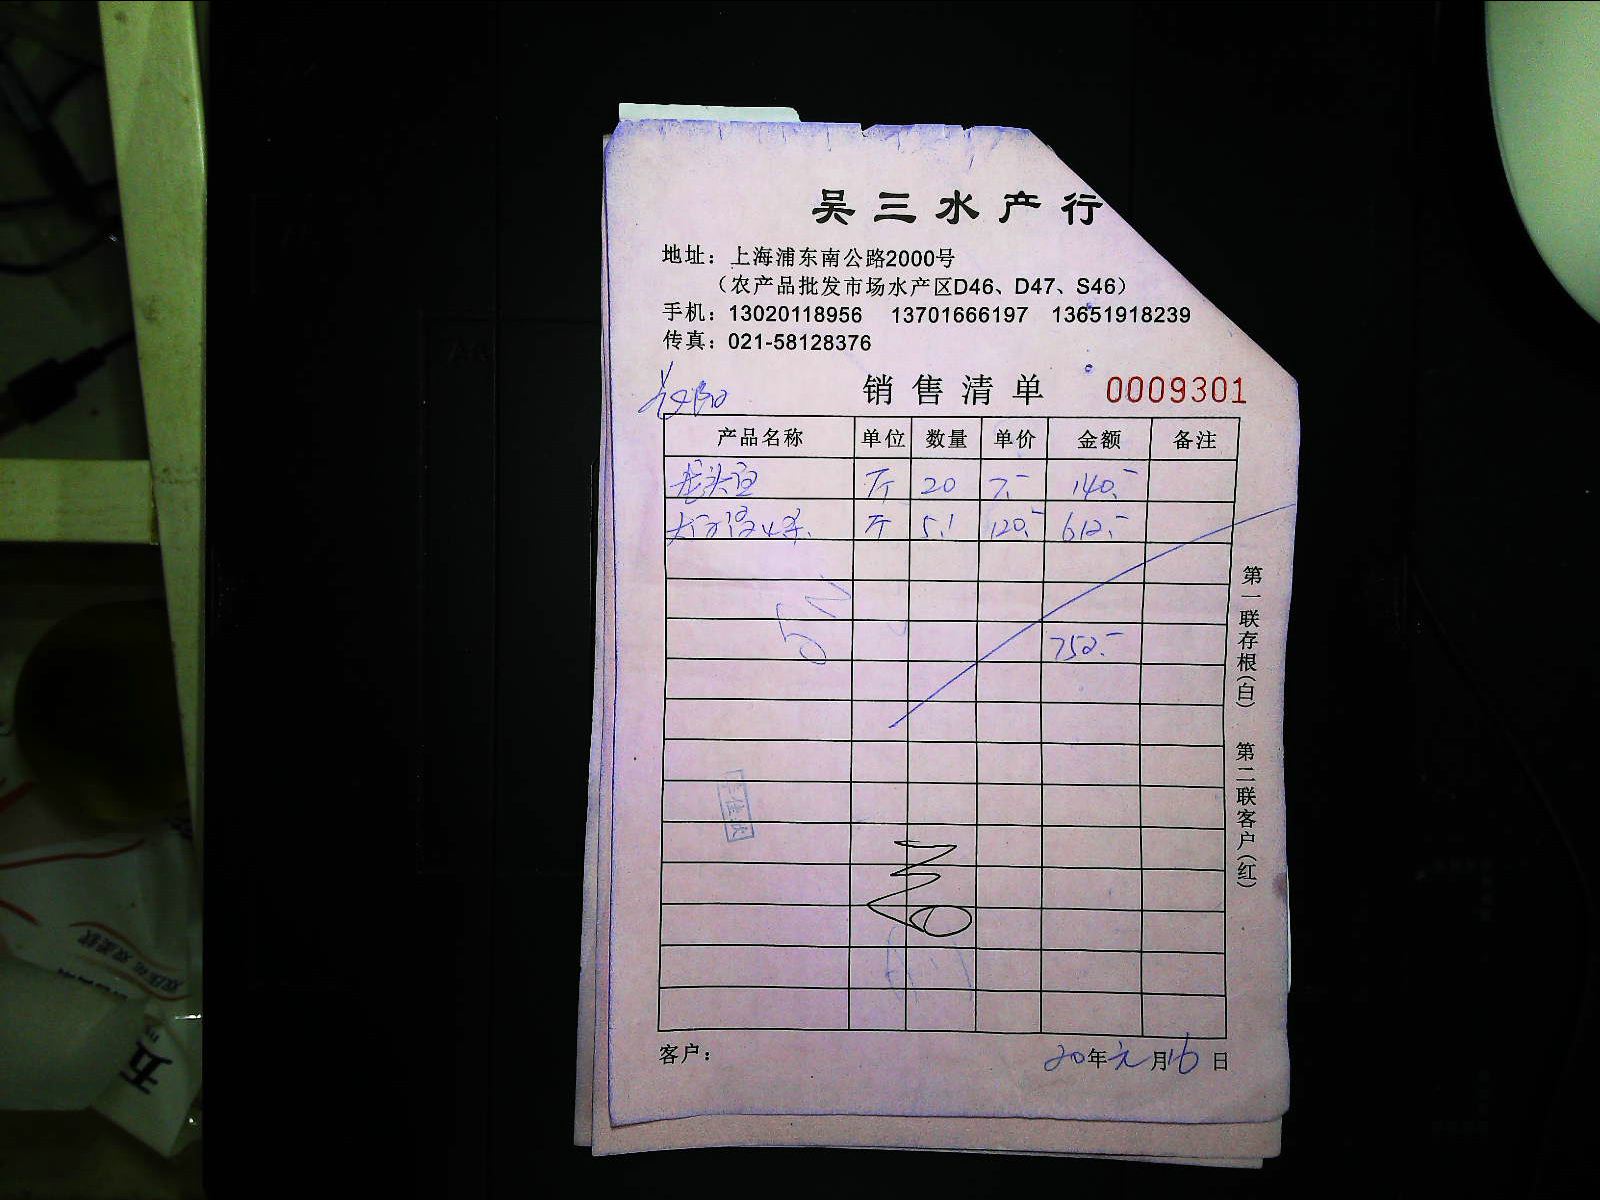 吴三水产行
地址：上海浦东南公路2000号
（农产品批发市场水产区D46、D47、S46）
手机：13020118956 13701666197 13651918239
传真：021-58128376
销售清单 0009301
产品名称 单位 数量 单价 金额 备注
龙头鱼 斤 20 7.- 140.-
斤 5.1 120.- 612.-
752.-
第一联存根(白) 第二联客户(红)
客户： 20年元月16日
五